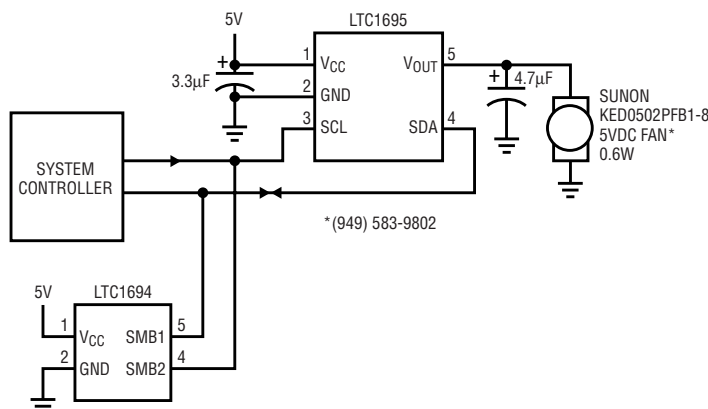 5V
LTC1695
+
3.3µF
1
VCC
VOUT
5
2
GND
3
SCL
SDA
4
+
4.7µF
SUNON
KED0502PFB1-8
5VDC FAN*
0.6W
SYSTEM
CONTROLLER
*(949) 583-9802
5V
LTC1694
1
VCC
SMB1
5
2
GND
SMB2
4